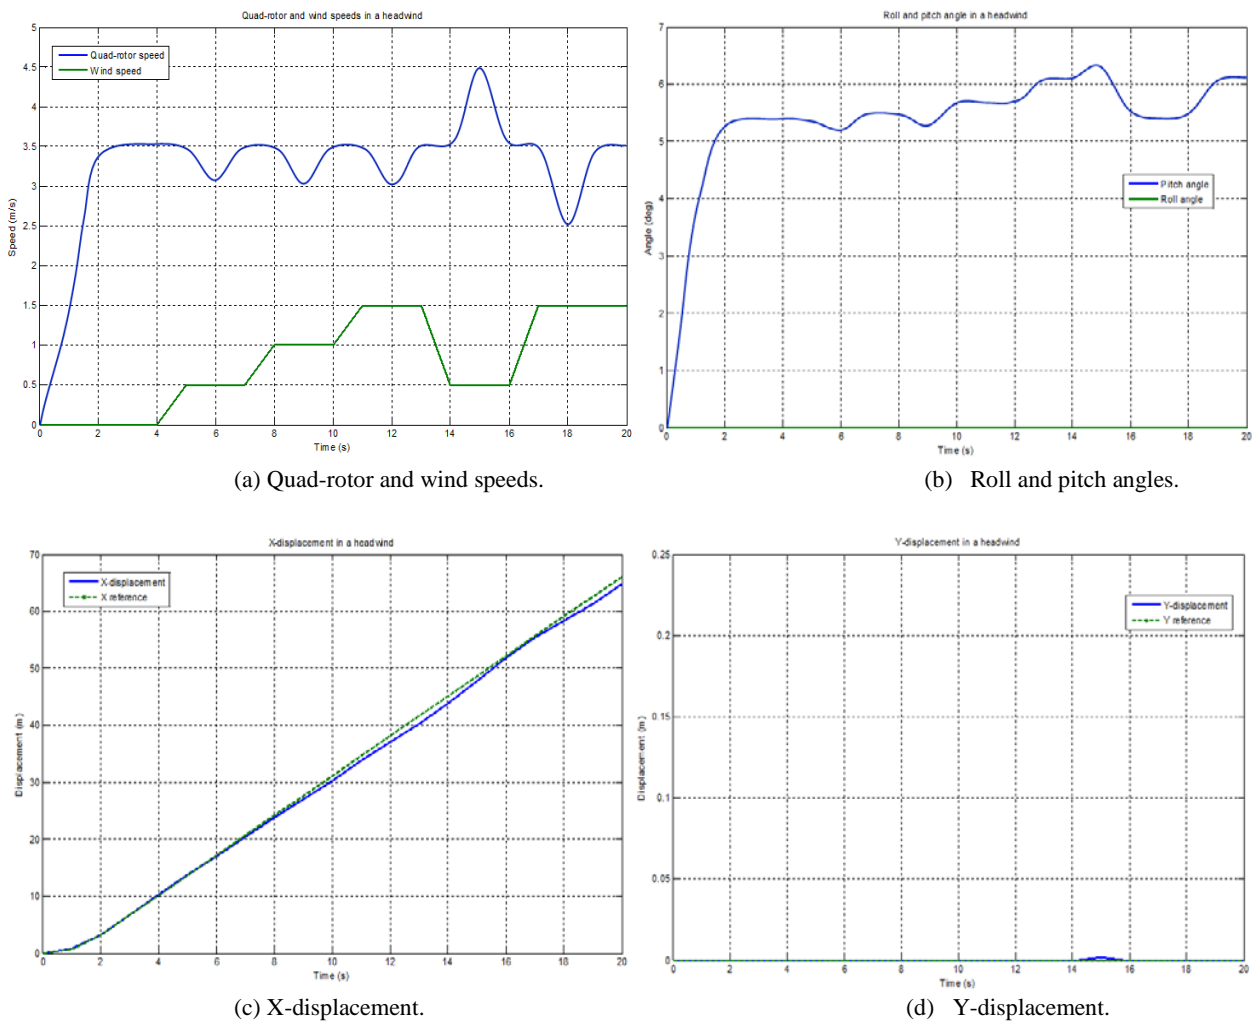 Quad-rotor and wind speeds in a headwind
5
4.5
4
3.5
3
2.5
2
1.5
1
0.5
0
Speed (m/s)
Quad-rotor speed
Wind speed
0 2 4 6 8 10 12 14 16 18 20
Time (s)
(a) Quad-rotor and wind speeds.
Roll and pitch angle in a headwind
7
6
5
4
3
2
1
0
Angle (deg)
Pitch angle
Roll angle
0 2 4 6 8 10 12 14 16 18 20
Time (s)
(b) Roll and pitch angles.
X-displacement in a headwind
70
60
50
40
30
20
10
0
Displacement (m)
X-displacement
X reference
0 2 4 6 8 10 12 14 16 18 20
Time (s)
(c) X-displacement.
Y-displacement in a headwind
0.25
0.2
0.15
0.1
0.05
0
Displacement (m)
Y-displacement
Y reference
0 2 4 6 8 10 12 14 16 18 20
Time (s)
(d) Y-displacement.